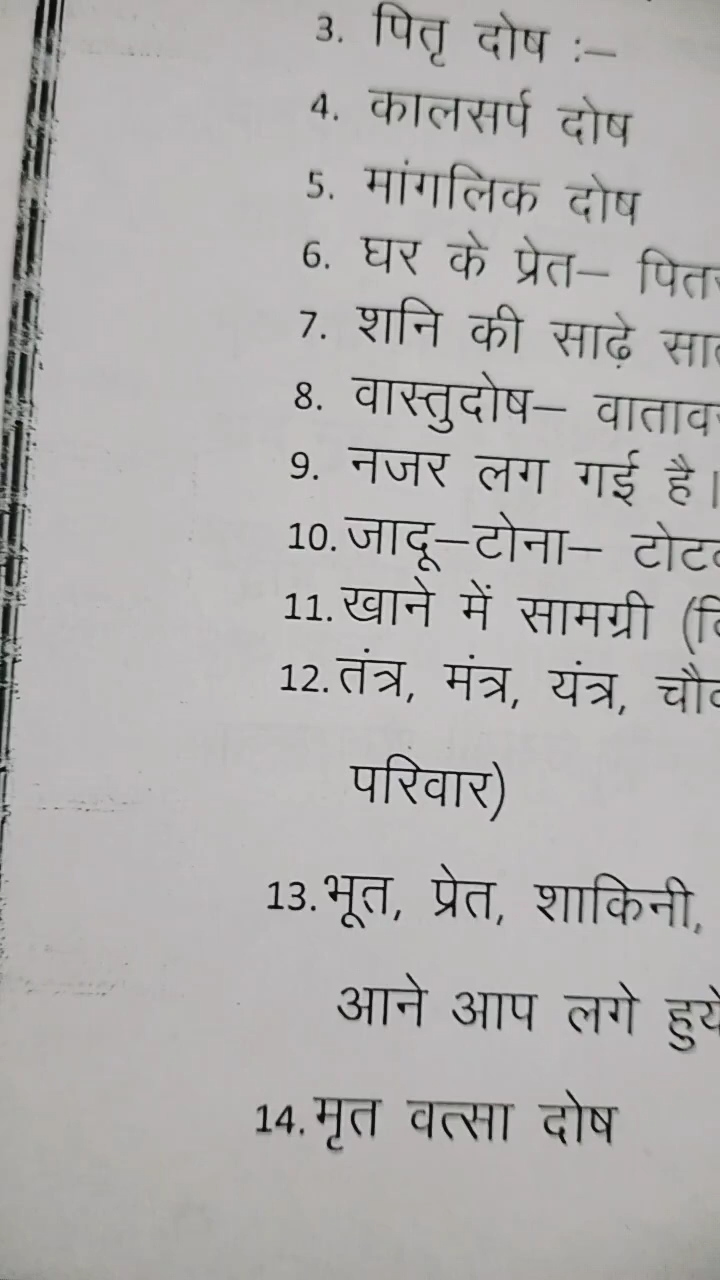 3. पितृ दोष :–
4. कालसर्प दोष
5. मांगलिक दोष
6. घर के प्रेत–
7. शनि की साढ़े
8. वास्तुदोष–
9. नजर लग गई है।
10. जादू–टोना–
11. खाने में सामग्री
12. तंत्र, मंत्र, यंत्र,
परिवार)
13. भूत, प्रेत, शाकिनी,
आने आप लगे
14. मृत वत्सा दोष